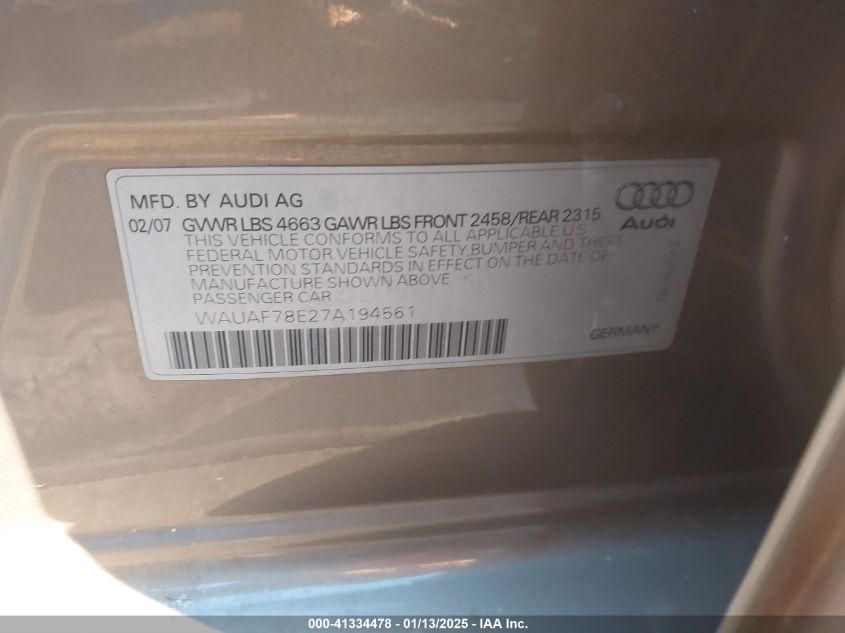 MFD. BY AUDI AG
02/07 GVWR LBS 4663 GAWR LBS FRONT 2458/REAR 2315
THIS VEHICLE CONFORMS TO ALL APPLICABLE U.S.
FEDERAL MOTOR VEHICLE SAFETY, BUMPER AND THEFT
PREVENTION STANDARDS IN EFFECT ON THE DATE OF
MANUFACTURE SHOWN ABOVE
PASSENGER CAR
WAUAF78E27A194561
Audi
GERMANY
000-41334478 - 01/13/2025 - IAA Inc.